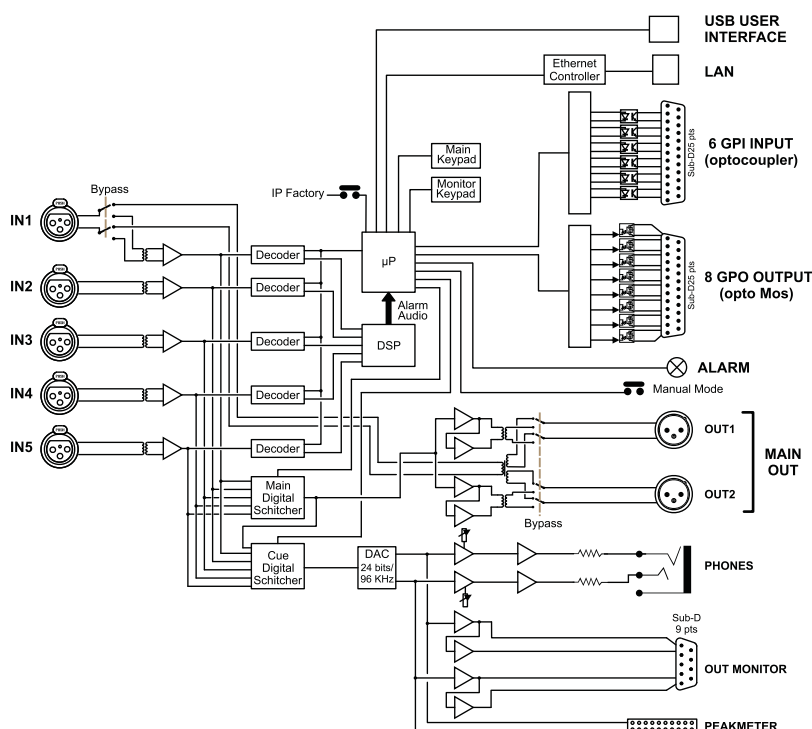 USB USER
INTERFACE
Ethernet
Controller
LAN
6 GPI INPUT
(optocoupler)
Sub-D25 pts
Main
Keypad
Monitor
Keypad
IP Factory
Bypass
IN1
Decoder
µP
8 GPO OUTPUT
(opto Mos)
Sub-D25 pts
IN2
Decoder
Alarm
Audio
IN3
Decoder
DSP
ALARM
Manual Mode
IN4
Decoder
OUT1
MAIN
OUT
IN5
Decoder
Main
Digital
Schitcher
OUT2
Bypass
Cue
Digital
Schitcher
DAC
24 bits/
96 KHz
PHONES
Sub-D
9 pts
OUT MONITOR
PEAKMETER